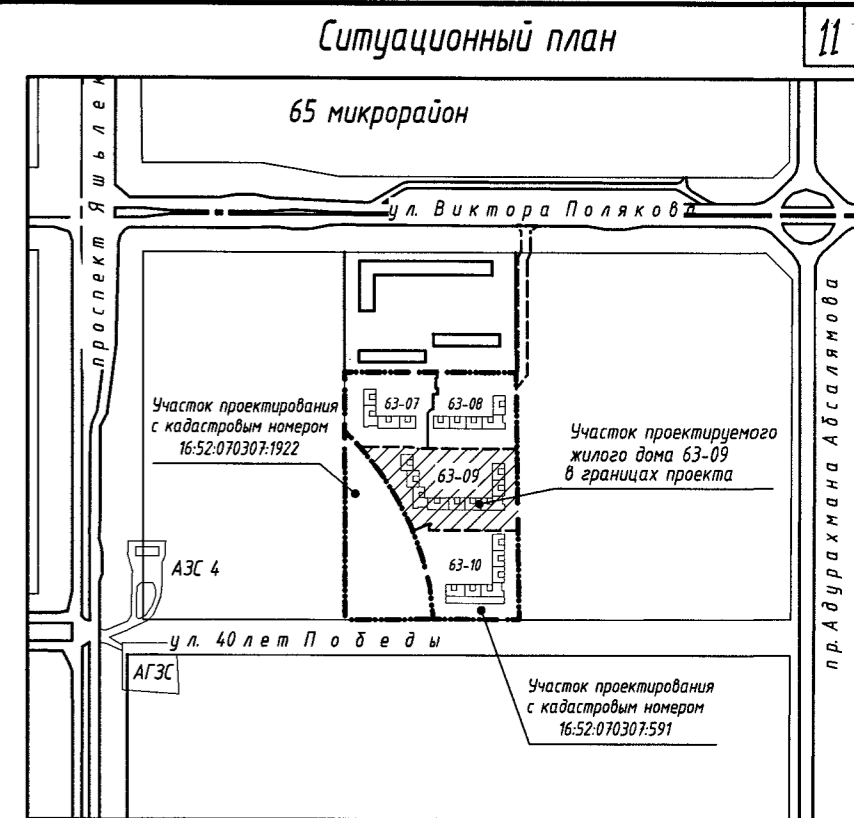 Ситуационный план
11
65 микрорайон
проспект Яшьлек
ул. Виктора Полякова
пр. Адурахмана Абсалямова
63-07
63-08
Участок проектирования
с кадастровым номером
16:52:070307:1922
Участок проектируемого
жилого дома 63-09
в границах проекта
63-09
АЗС 4
63-10
ул. 40 лет Победы
АГЗС
Участок проектирования
с кадастровым номером
16:52:070307:591